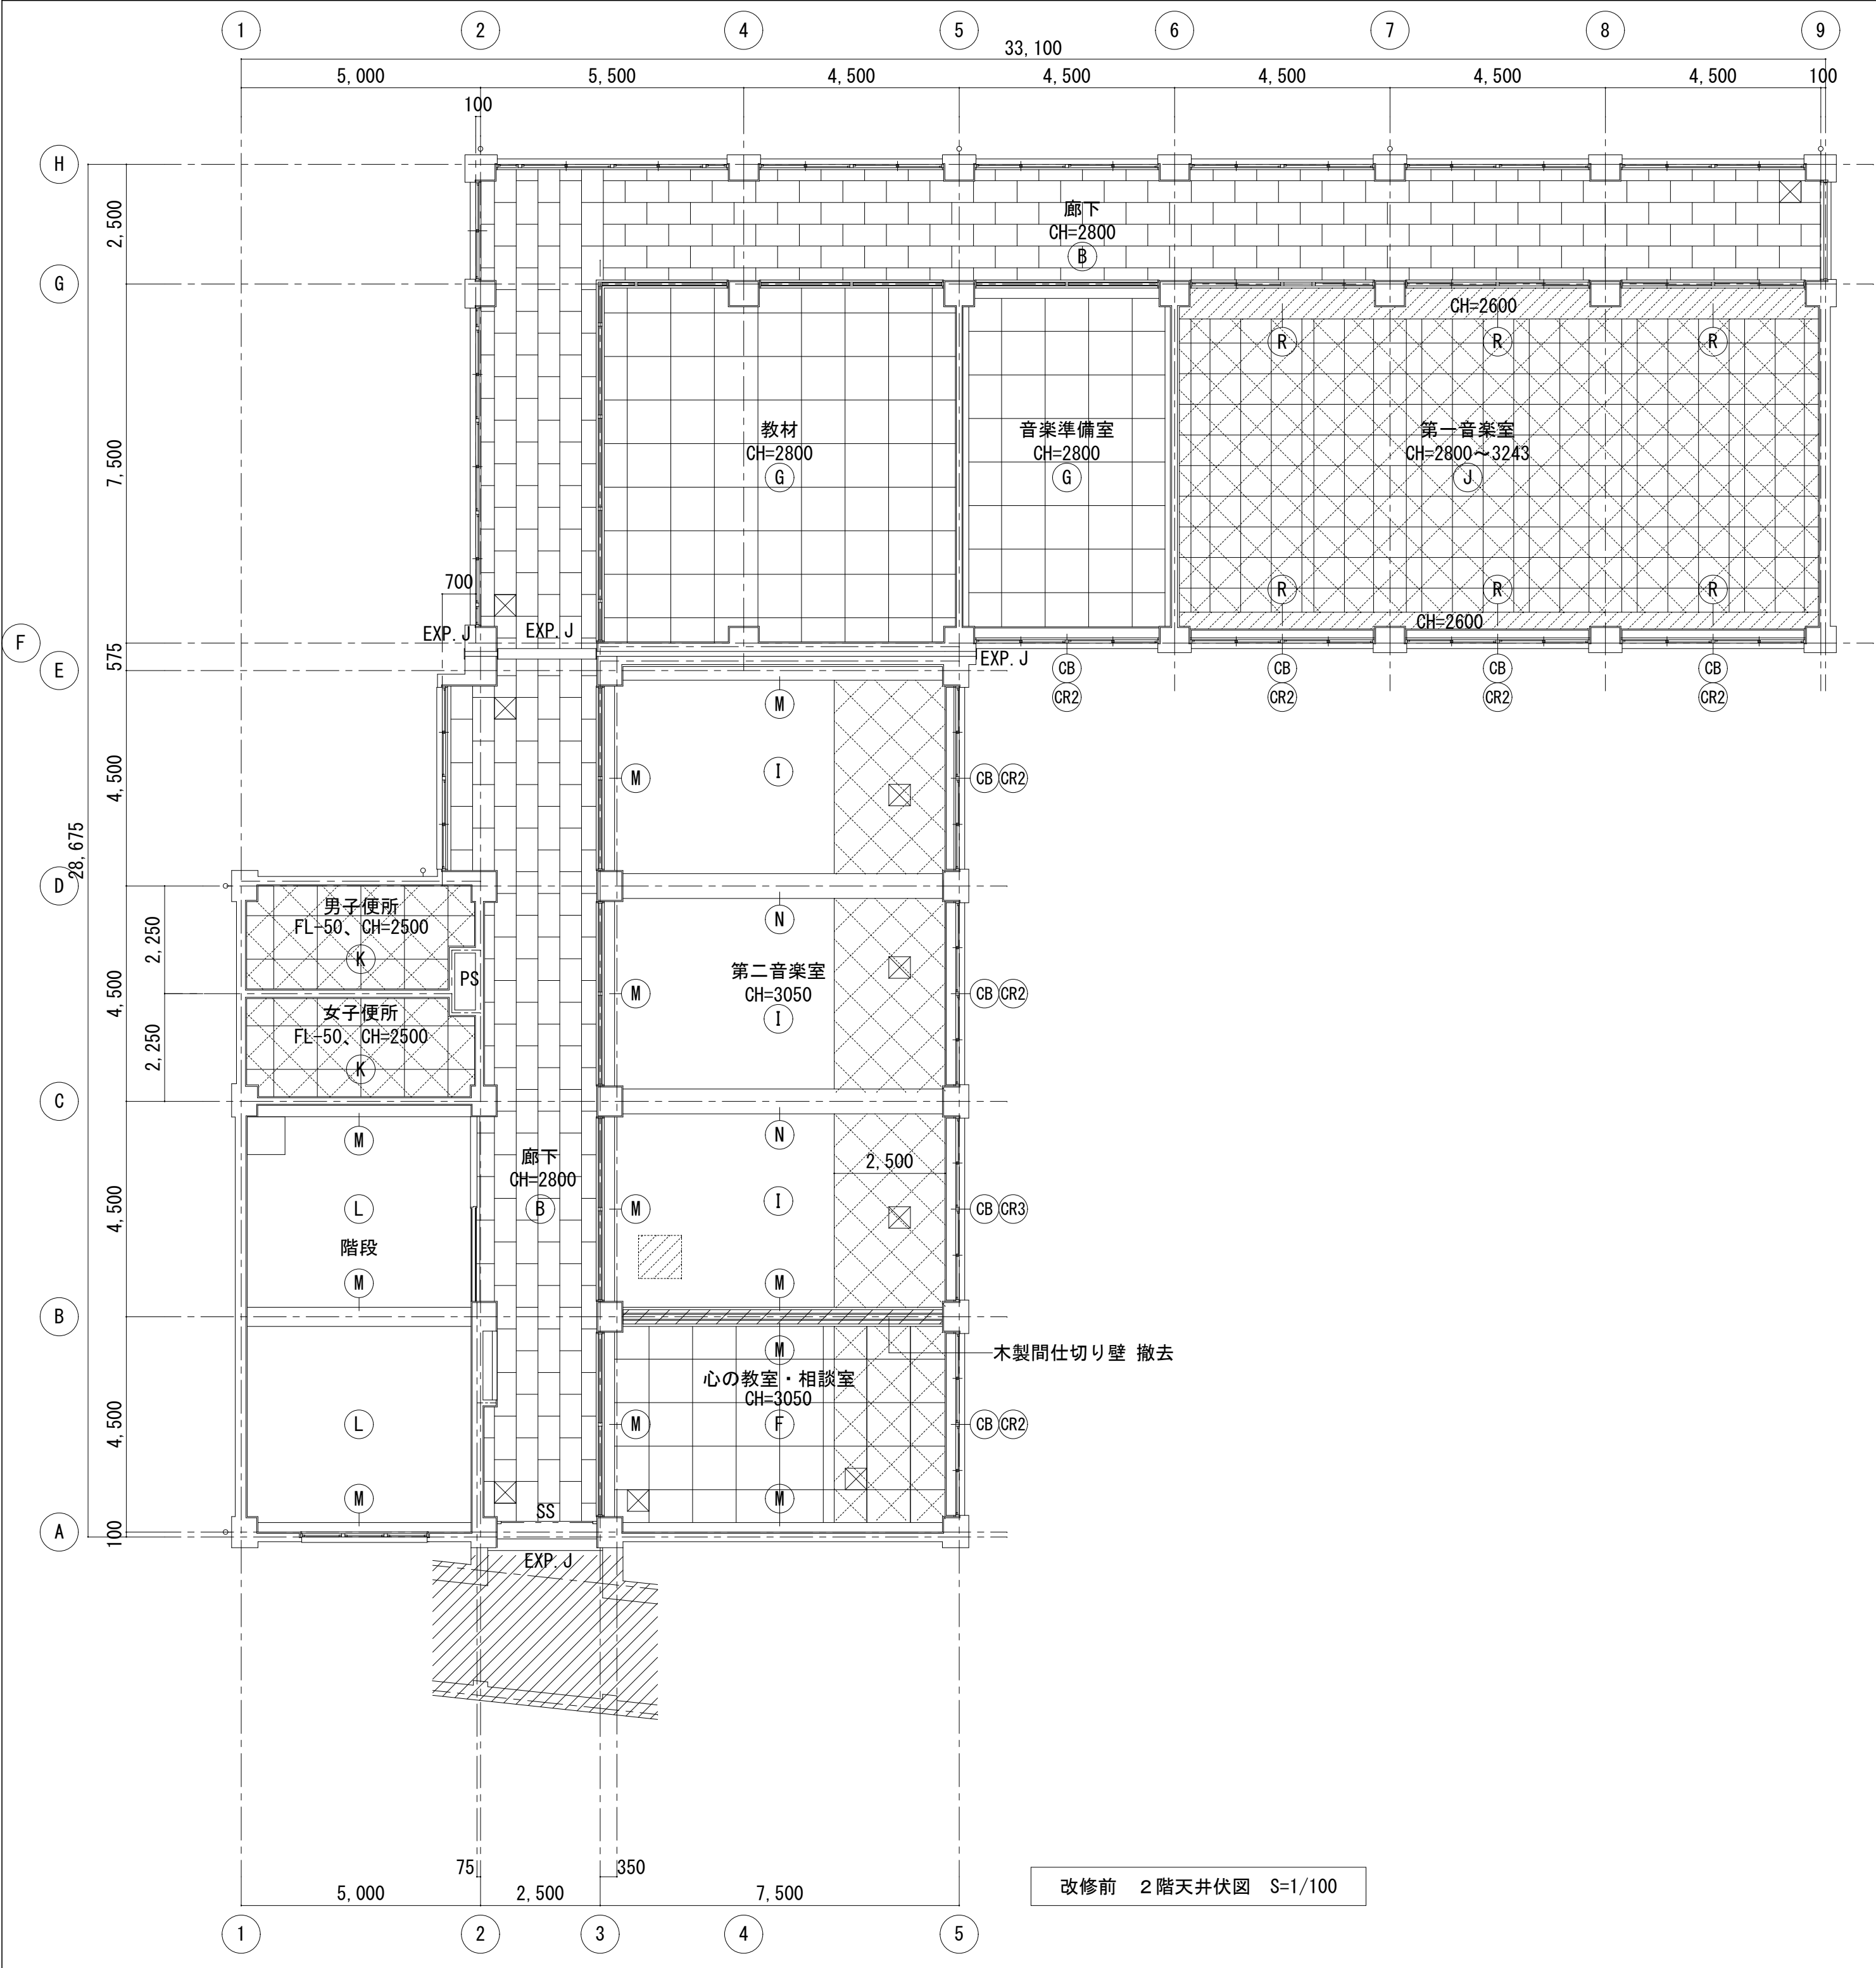 1 2 4 5 6 7 8 9
33,100
5,000 5,500 4,500 4,500 4,500 4,500 4,500 100
100
H
2,500
廊下
CH=2800
B
G
CH=2600
R R R
7,500
教材
CH=2800
G
音楽準備室
CH=2800
G
第一音楽室
CH=2800～3243
J
700
R R R
CH=2600
EXP.J EXP.J
F
575
EXP.J
E
CB CB CB CB
CR2 CR2 CR2 CR2
M
I
4,500
M
CB CR2
28,675
D
男子便所
FL-50、CH=2500
K
2,250
N
PS
第二音楽室
CH=3050
I
4,500
M
CB CR2
女子便所
FL-50、CH=2500
K
2,250
C
M
N
廊下
CH=2800
B
2,500
4,500
L
M
I
CB CR3
階段
M
M
B
木製間仕切り壁 撤去
M
心の教室・相談室
CH=3050
F
4,500
L
M
CB CR2
M
M
SS
A
100
EXP.J
75 350
5,000 2,500 7,500
1 2 3 4 5
改修前 2階天井伏図 S=1/100